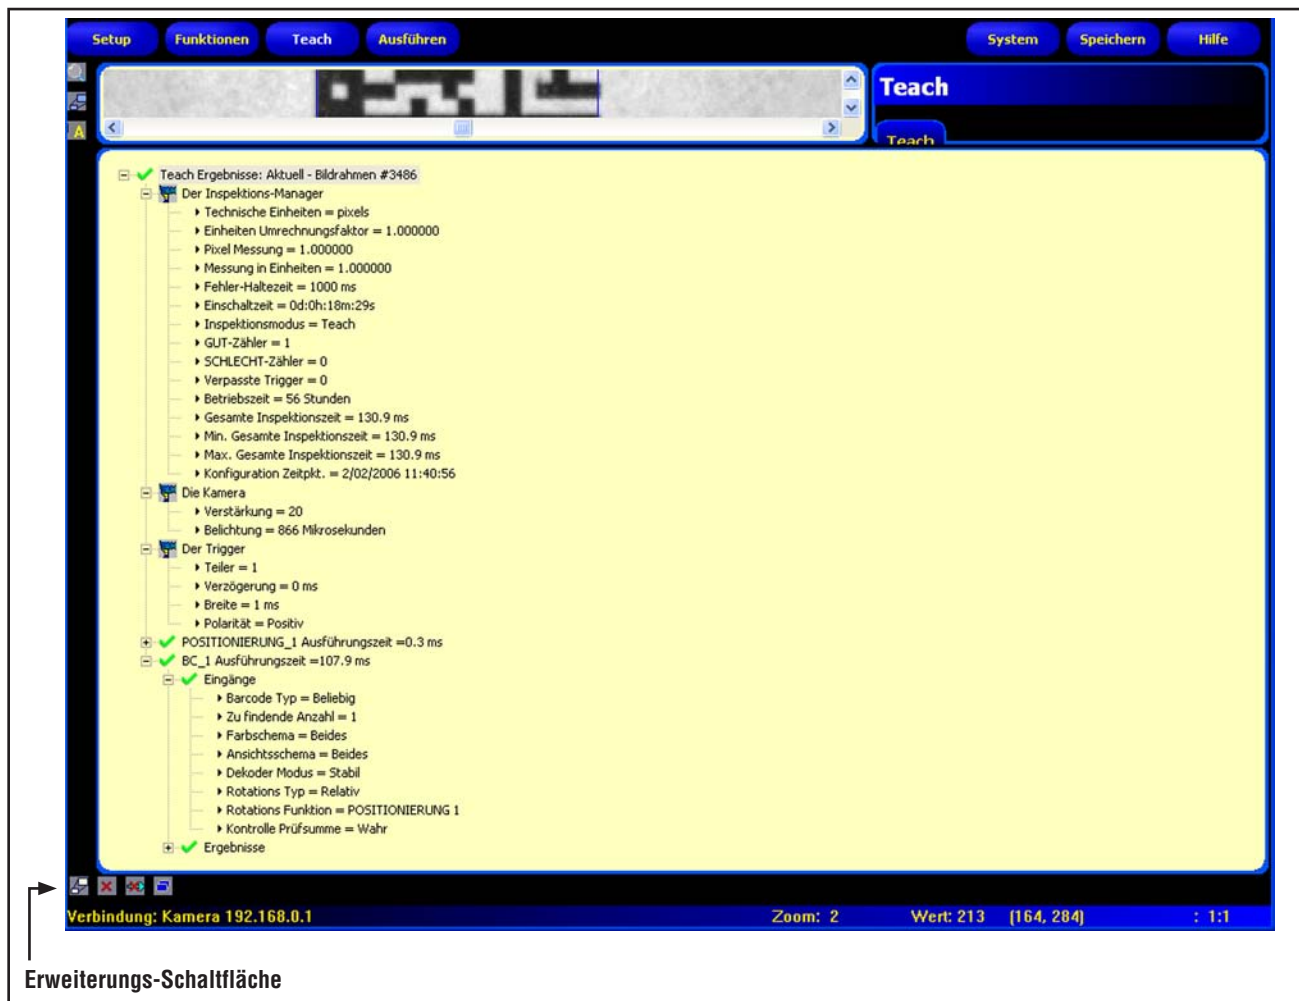 Setup Funktionen Teach Ausführen System Speichern Hilfe
A
Teach
Teach
Teach Ergebnisse: Aktuell - Bildrahmen #3486
Der Inspektions-Manager
Technische Einheiten = pixels
Einheiten Umrechnungsfaktor = 1.000000
Pixel Messung = 1.000000
Messung in Einheiten = 1.000000
Fehler-Haltezeit = 1000 ms
Einschaltzeit = 0d:0h:18m:29s
Inspektionsmodus = Teach
GUT-Zähler = 1
SCHLECHT-Zähler = 0
Verpasste Trigger = 0
Betriebszeit = 56 Stunden
Gesamte Inspektionszeit = 130.9 ms
Min. Gesamte Inspektionszeit = 130.9 ms
Max. Gesamte Inspektionszeit = 130.9 ms
Konfiguration Zeitpkt. = 2/02/2006 11:40:56
Die Kamera
Verstärkung = 20
Belichtung = 866 Mikrosekunden
Der Trigger
Teiler = 1
Verzögerung = 0 ms
Breite = 1 ms
Polarität = Positiv
POSITIONIERUNG_1 Ausführungszeit =0.3 ms
BC_1 Ausführungszeit =107.9 ms
Eingänge
Barcode Typ = Beliebig
Zu findende Anzahl = 1
Farbschema = Beides
Ansichtsschema = Beides
Dekoder Modus = Stabil
Rotations Typ = Relativ
Rotations Funktion = POSITIONIERUNG 1
Kontrolle Prüfsumme = Wahr
Ergebnisse
Verbindung: Kamera 192.168.0.1 Zoom: 2 Wert: 213 (164, 284) : 1:1
Erweiterungs-Schaltfläche